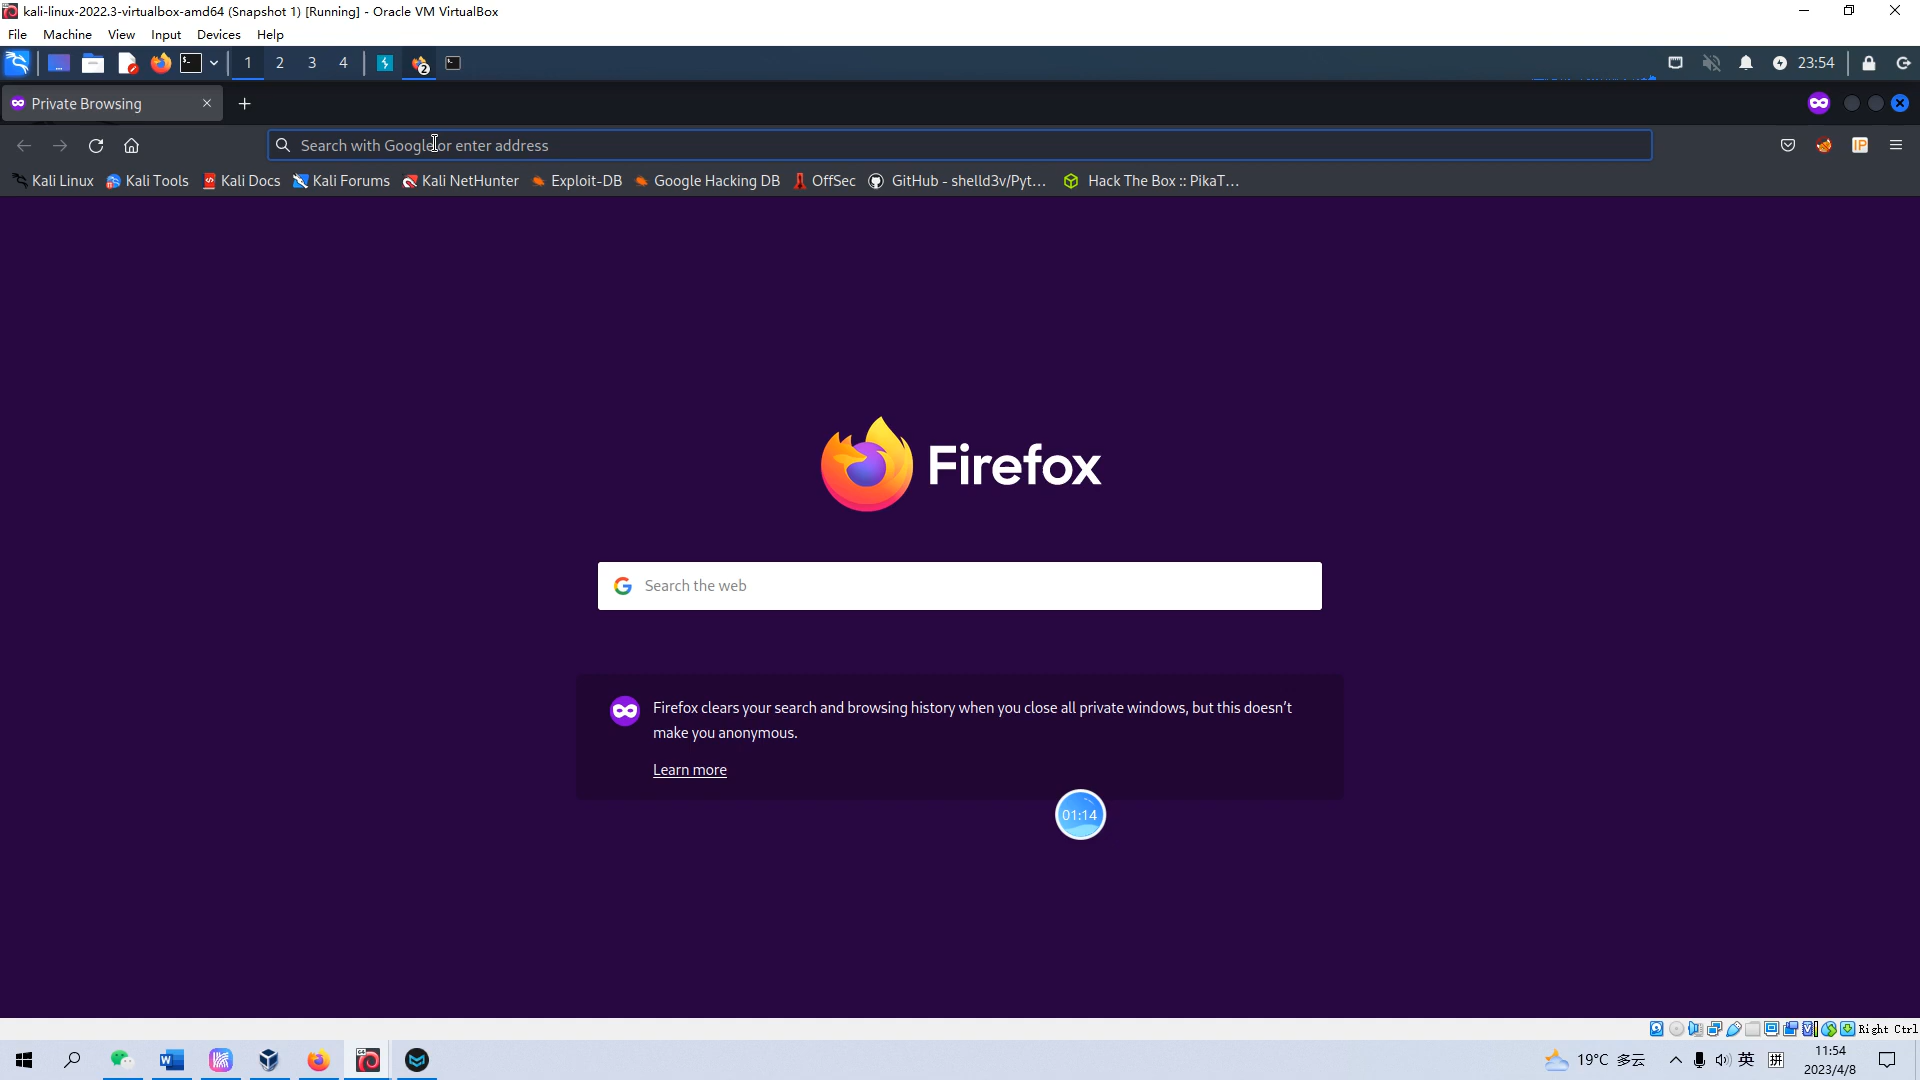 kali-linux-2022.3-virtualbox-amd64 (Snapshot 1) [Running] - Oracle VM VirtualBox
File Machine View Input Devices Help
1 2 3 4 2 23:54
Private Browsing
Search with Google or enter address IP
Kali Linux Kali Tools Kali Docs Kali Forums Kali NetHunter Exploit-DB Google Hacking DB OffSec GitHub - shelld3v/Pyt... Hack The Box :: PikaT...
Firefox
Search the web
Firefox clears your search and browsing history when you close all private windows, but this doesn't
make you anonymous.
Learn more
01:14
Right Ctrl
19°C 多云 英 拼 11:54
2023/4/8